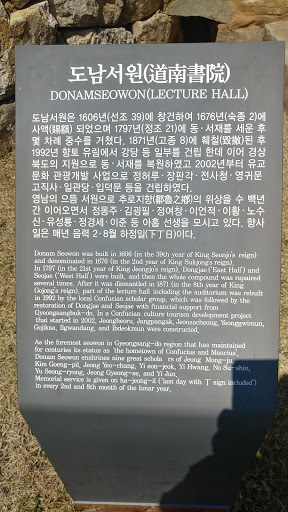 도남서원(道南書院)
DONAMSEOWON(LECTURE HALL)
도남서원은 1606년(선조 39)에 창건하여 1676년(숙종 2)에
사액(賜額) 되었으며 1797년(정조 21)에 동·서재를 세운 후
몇 차례 중수를 거쳤다. 1871년(고종 8)에 훼철(毁撤)된 후
1992년 향토 유림에서 강당 등 일부를 건립 한데 이어 경상
북도의 지원으로 동·서재를 복원하였고 2002년부터 유교
문화 관광개발 사업으로 정허루·장판각·전사청·영귀문
고직사·일관당·입덕문 등을 건립하였다.
영남의 으뜸 서원으로 추로지향(鄒魯之鄕)의 위상을 수 백년
간 이어오면서 정몽주·김굉필·정여창·이언적·이황·노수
신·유성룡·정경세·이준 등 아홉 선생을 모시고 있다. 향사
일은 매년 음력 2·8월 하정일(下丁日)이다.
Donam Seowon was built in 1606 (in the 39th year of King Seonjo's reign)
and denaminated in 1676 (in the 2nd year of King Sukjong's reign).
In 1797 (in the 21st year of King Jeongjo's reign), Dongjae ('East Hall') and
Seojae ('West Hall') were built, and then the whole compound was repaired
several times. After it was dismantled in 1871 (in the 8th year of King
Gojong's reign), part of the lecture hall including the auditorium was rebuilt
in 1992 by the local Confucian scholar group, which was followed by the
restoration of Dongjae and Seojae with financial support from
Gyeongsangbuk-do. In a Confucian culture tourism development project
that started in 2002, Jeongheoru, Jangpangak, Jeonsacheong, Yeonggwimun,
Gojiksa, Ilgwandang, and Ibdeokmun were constructed.
As the foremost seowon in Gyeongsang-do region that has maintained
for centuries its status as 'the hometown of Confucius and Mencius',
Donam Seowon enshrines nine great schola rs of Jeong Mong-ju,
Kim Goeng-pil, Jeong Yeo-chang, Yi eon-jeok, Yi Hwang, No Su-shin,
Yu Seong-ryong, Jeong Gyeong-se, and Yi Jun.
Memorial service is given on ha-jeong-il ('last day with 丁 sign included')
in every 2nd and 8th month of the lunar year.